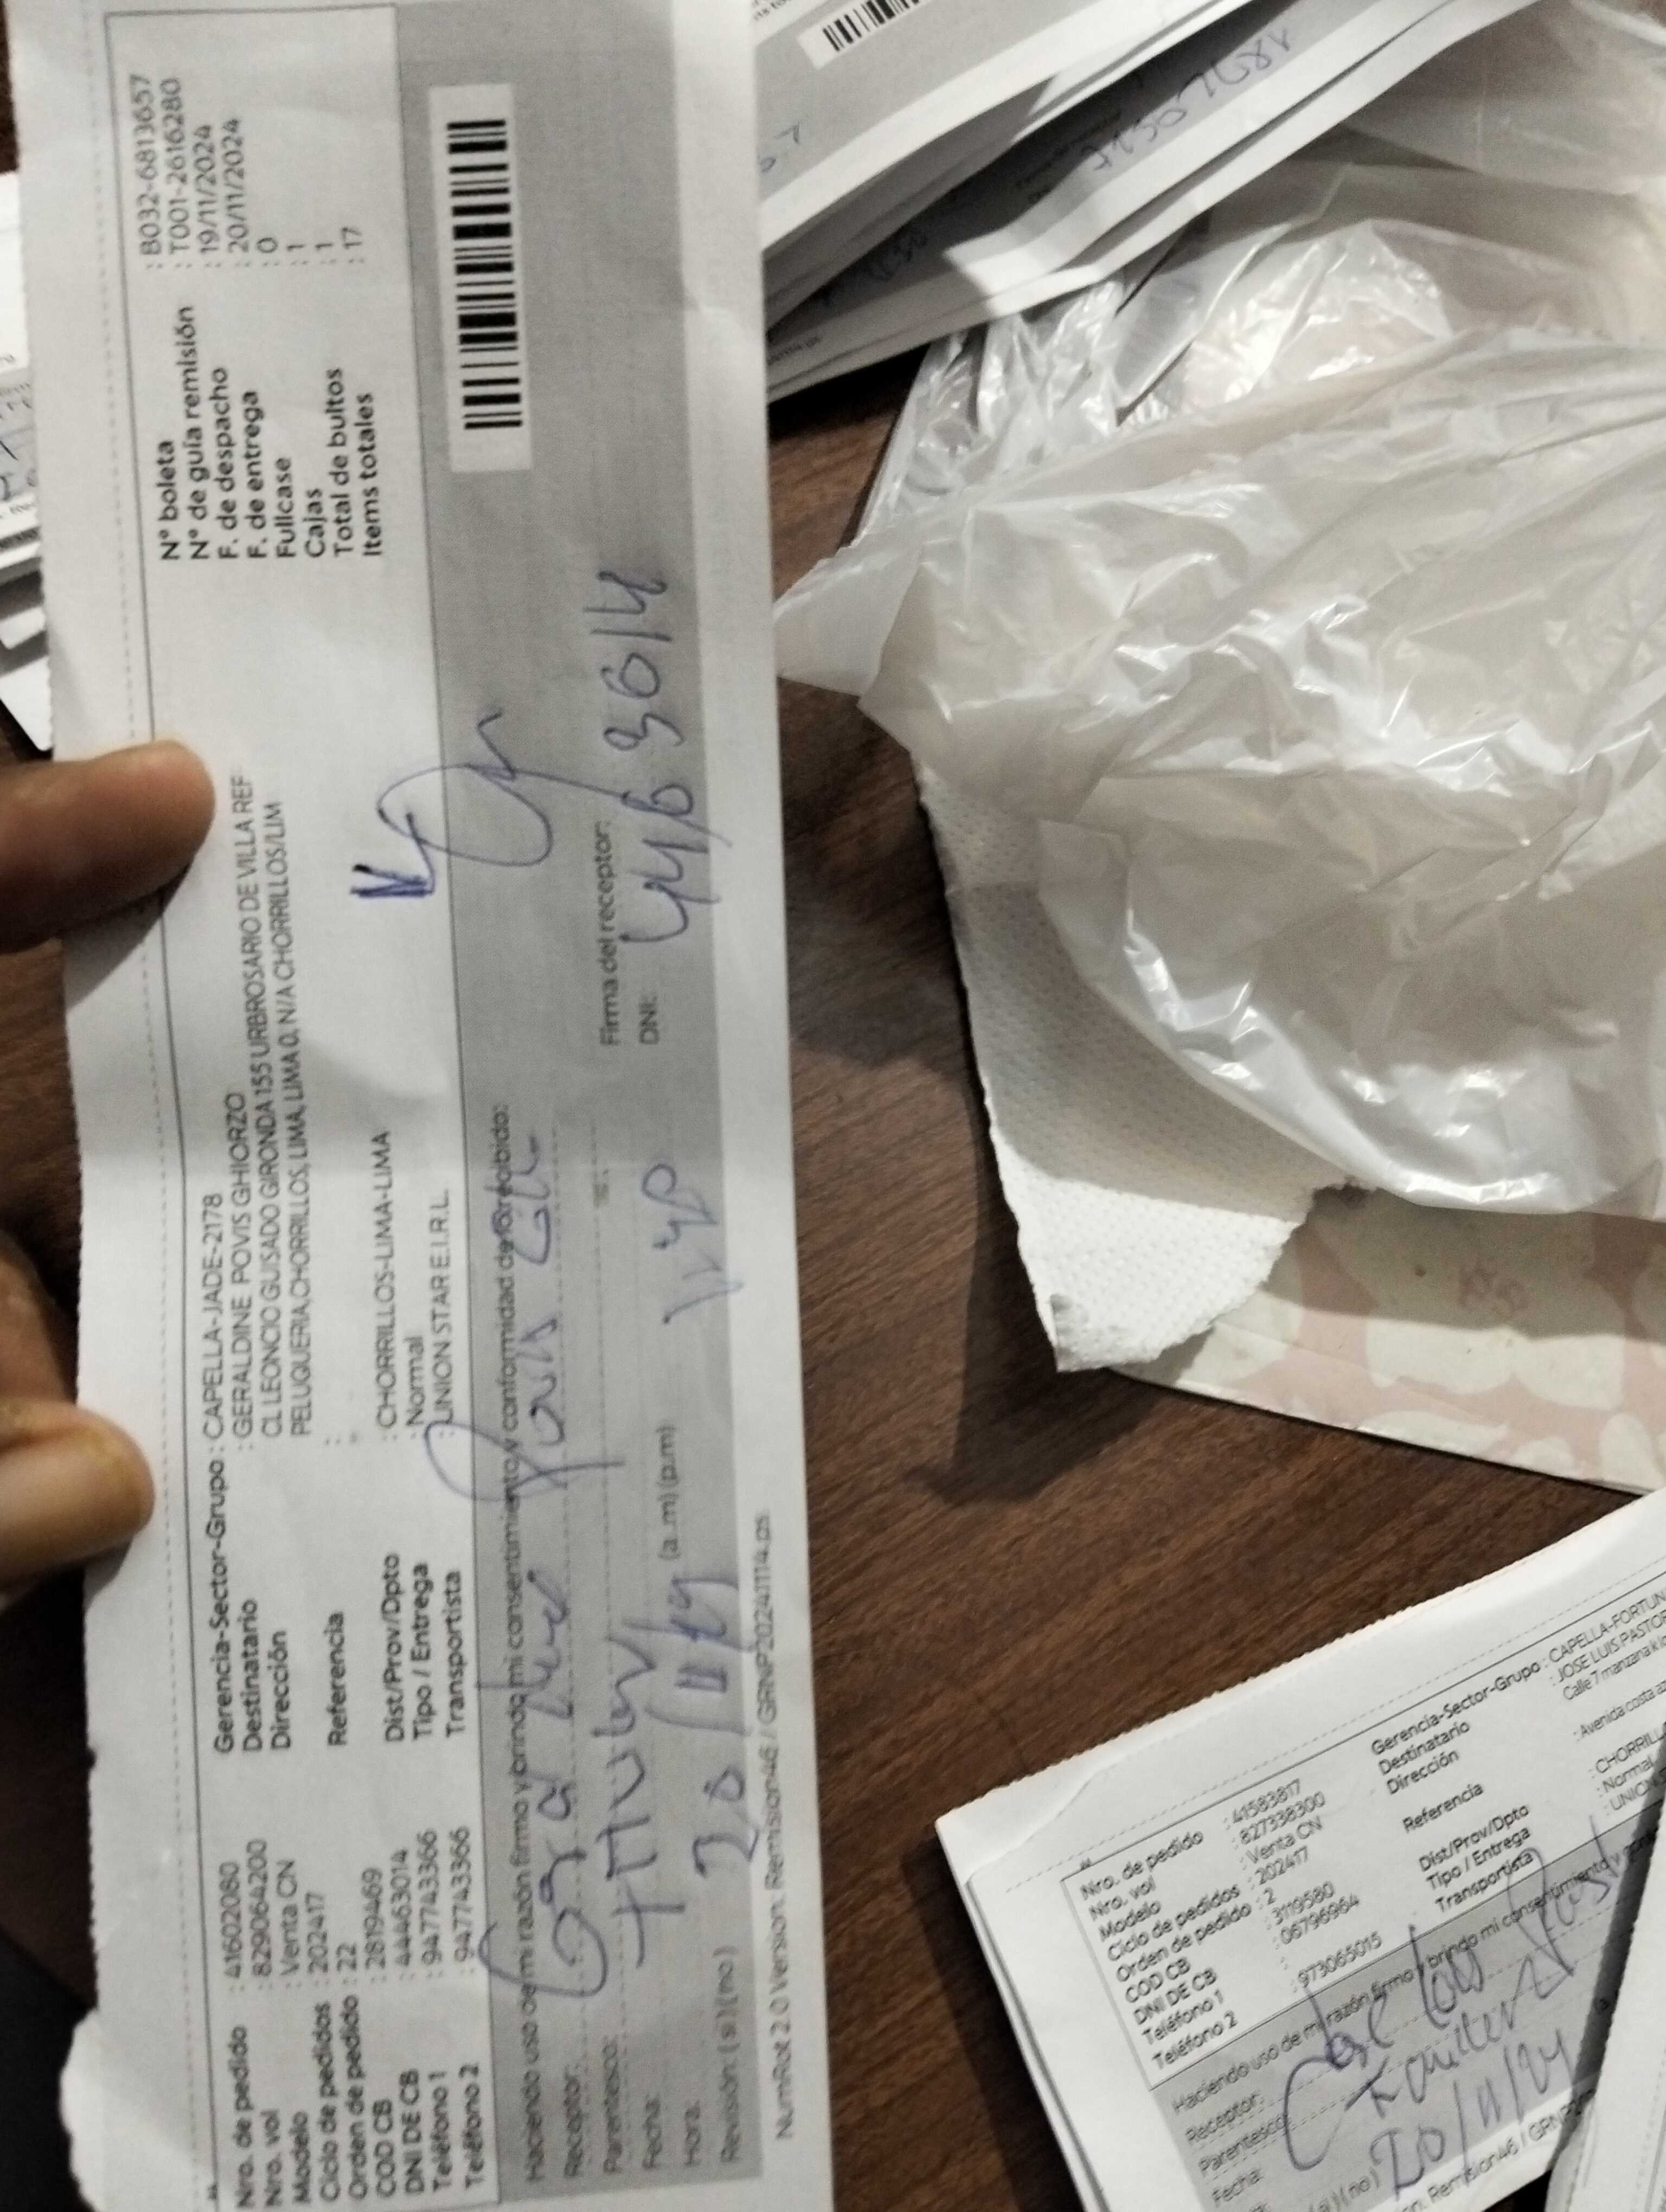 Nro. de pedido : 41602080
Nro. vol : 829064200
Modelo : Venta CN
Ciclo de pedidos : 202417
Orden de pedido : 22
COD CB : 2819469
DNI DE CB : 44463014
Teléfono 1 : 947743366
Teléfono 2 : 947743366
Gerencia-Sector-Grupo : CAPELLA-JADE-2178
Destinatario : GERALDINE POVIS GHIORZO
Dirección CL LEONCIO GUISADO GIRONDA 155 URBROSARIO DE VILLA REF
PELUQUERIA,CHORRILLOS, LIMA, LIMA 0, N/A CHORRILLOS/LIM
Referencia :
Dist/Prov/Dpto : CHORRILLOS-LIMA-LIMA
Tipo / Entrega : Normal
Transportista : UNION STAR E.I.R.L.
N° boleta : B032-6813657
N° de guía remisión : T001-2616280
F. de despacho : 19/11/2024
F. de entrega : 20/11/2024
Fullcase : 0
Cajas : 1
Total de bultos : 1
Items totales : 17
Haciendo uso de mi razón firmo y brindo mi consentimiento y conformidad de lo recibido:
Receptor:
Parentesco:
Fecha: 20/11/
Hora: (a.m) (p.m)
Revisión: (si) (no)
Firma del receptor:
DNI: 44463014
NumRot 2.0 Version. Remision46 / GRNP20241114.ps
Nro. de pedido : 41583817
Nro. vol : 827338300
Modelo : Venta CN
Ciclo de pedidos : 202417
Orden de pedido : 2
COD CB : 3119580
DNI DE CB : 06796964
Teléfono 1
Teléfono 2 : 973065015
Gerencia-Sector-Grupo : CAPELLA-FORTUN
Destinatario : JOSE LUIS PASTOR
Dirección Calle 7 manzana k
Referencia : Avenida costa
Dist/Prov/Dpto : CHORRILL
Tipo / Entrega : Normal
Transportista : UNION
Haciendo uso de mi razón firmo y brindo mi consentimiento y
Receptor:
Parentesco:
Fecha: 20/11/24
(si) (no)
Remision46 / GRNP